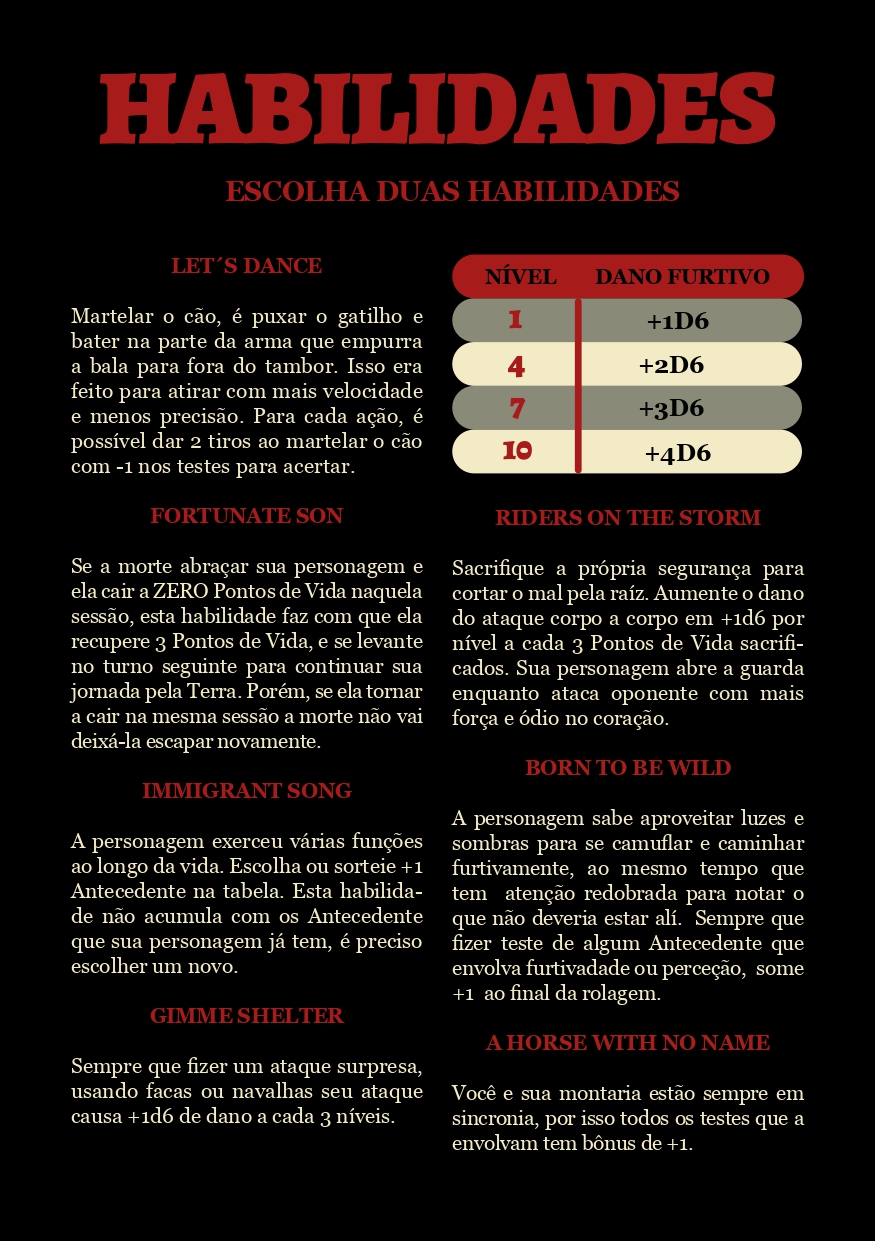 HABILIDADES
ESCOLHA DUAS HABILIDADES
LET´S DANCE
Martelar o cão, é puxar o gatilho e
bater na parte da arma que empurra
a bala para fora do tambor. Isso era
feito para atirar com mais velocidade
e menos precisão. Para cada ação, é
possível dar 2 tiros ao martelar o cão
com -1 nos testes para acertar.
FORTUNATE SON
Se a morte abraçar sua personagem e
ela cair a ZERO Pontos de Vida naquela
sessão, esta habilidade faz com que ela
recupere 3 Pontos de Vida, e se levante
no turno seguinte para continuar sua
jornada pela Terra. Porém, se ela tornar
a cair na mesma sessão a morte não vai
deixá-la escapar novamente.
IMMIGRANT SONG
A personagem exerceu várias funções
ao longo da vida. Escolha ou sorteie +1
Antecedente na tabela. Esta habilida-
de não acumula com os Antecedente
que sua personagem já tem, é preciso
escolher um novo.
GIMME SHELTER
Sempre que fizer um ataque surpresa,
usando facas ou navalhas seu ataque
causa +1d6 de dano a cada 3 níveis.
NÍVEL DANO FURTIVO
1 +1D6
4 +2D6
7 +3D6
10 +4D6
RIDERS ON THE STORM
Sacrifique a própria segurança para
cortar o mal pela raíz. Aumente o dano
do ataque corpo a corpo em +1d6 por
nível a cada 3 Pontos de Vida sacrifi-
cados. Sua personagem abre a guarda
enquanto ataca oponente com mais
força e ódio no coração.
BORN TO BE WILD
A personagem sabe aproveitar luzes e
sombras para se camuflar e caminhar
furtivamente, ao mesmo tempo que
tem atenção redobrada para notar o
que não deveria estar alí. Sempre que
fizer teste de algum Antecedente que
envolva furtivadade ou perceção, some
+1 ao final da rolagem.
A HORSE WITH NO NAME
Você e sua montaria estão sempre em
sincronia, por isso todos os testes que a
envolvam tem bônus de +1.